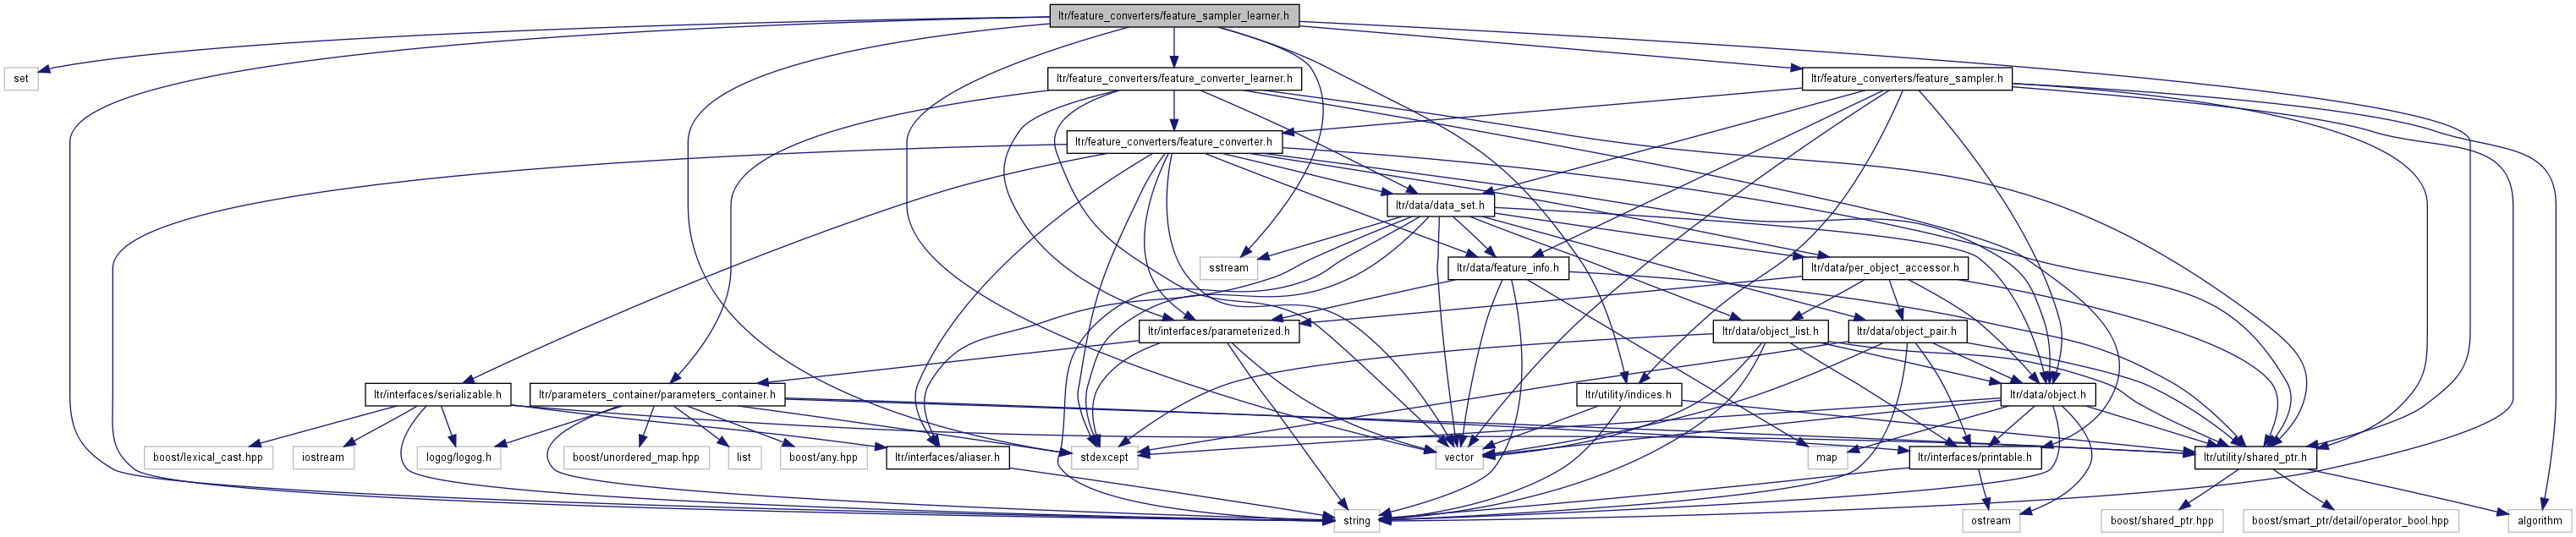 ltr/feature_converters/feature_sampler_learner.h
set
ltr/feature_converters/feature_converter_learner.h
ltr/feature_converters/feature_sampler.h
ltr/feature_converters/feature_converter.h
ltr/data/data_set.h
sstream
ltr/data/feature_info.h
ltr/data/per_object_accessor.h
ltr/interfaces/parameterized.h
ltr/data/object_list.h
ltr/data/object_pair.h
ltr/interfaces/serializable.h
ltr/parameters_container/parameters_container.h
ltr/utility/indices.h
ltr/data/object.h
boost/lexical_cast.hpp
iostream
logog/logog.h
boost/unordered_map.hpp
list
boost/any.hpp
ltr/interfaces/aliaser.h
stdexcept
vector
map
ltr/interfaces/printable.h
ltr/utility/shared_ptr.h
string
ostream
boost/shared_ptr.hpp
boost/smart_ptr/detail/operator_bool.hpp
algorithm